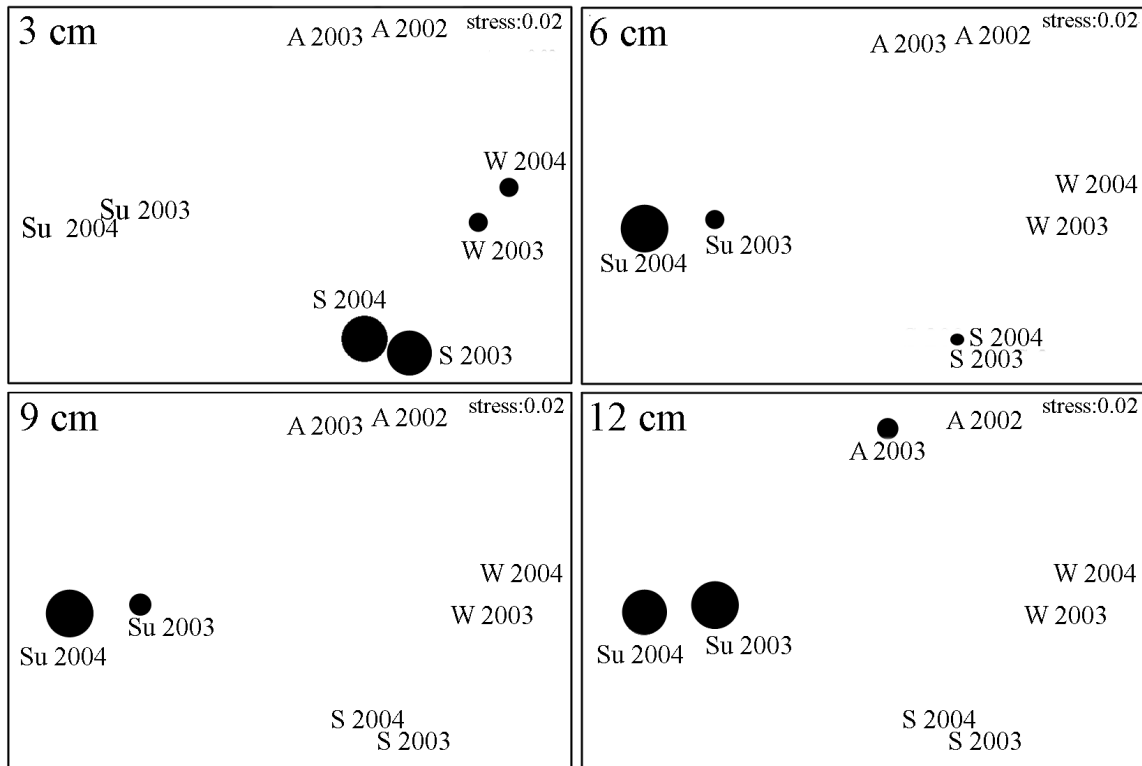 3 cm
A 2003
A 2002
stress:0.02
W 2004
Su 2003
Su 2004
W 2003
S 2004
S 2003
6 cm
A 2003
A 2002
stress:0.02
W 2004
W 2003
Su 2003
Su 2004
S 2004
S 2003
9 cm
A 2003
A 2002
stress:0.02
W 2004
W 2003
Su 2003
Su 2004
S 2004
S 2003
12 cm
A 2002
stress:0.02
A 2003
W 2004
W 2003
Su 2003
Su 2004
S 2004
S 2003